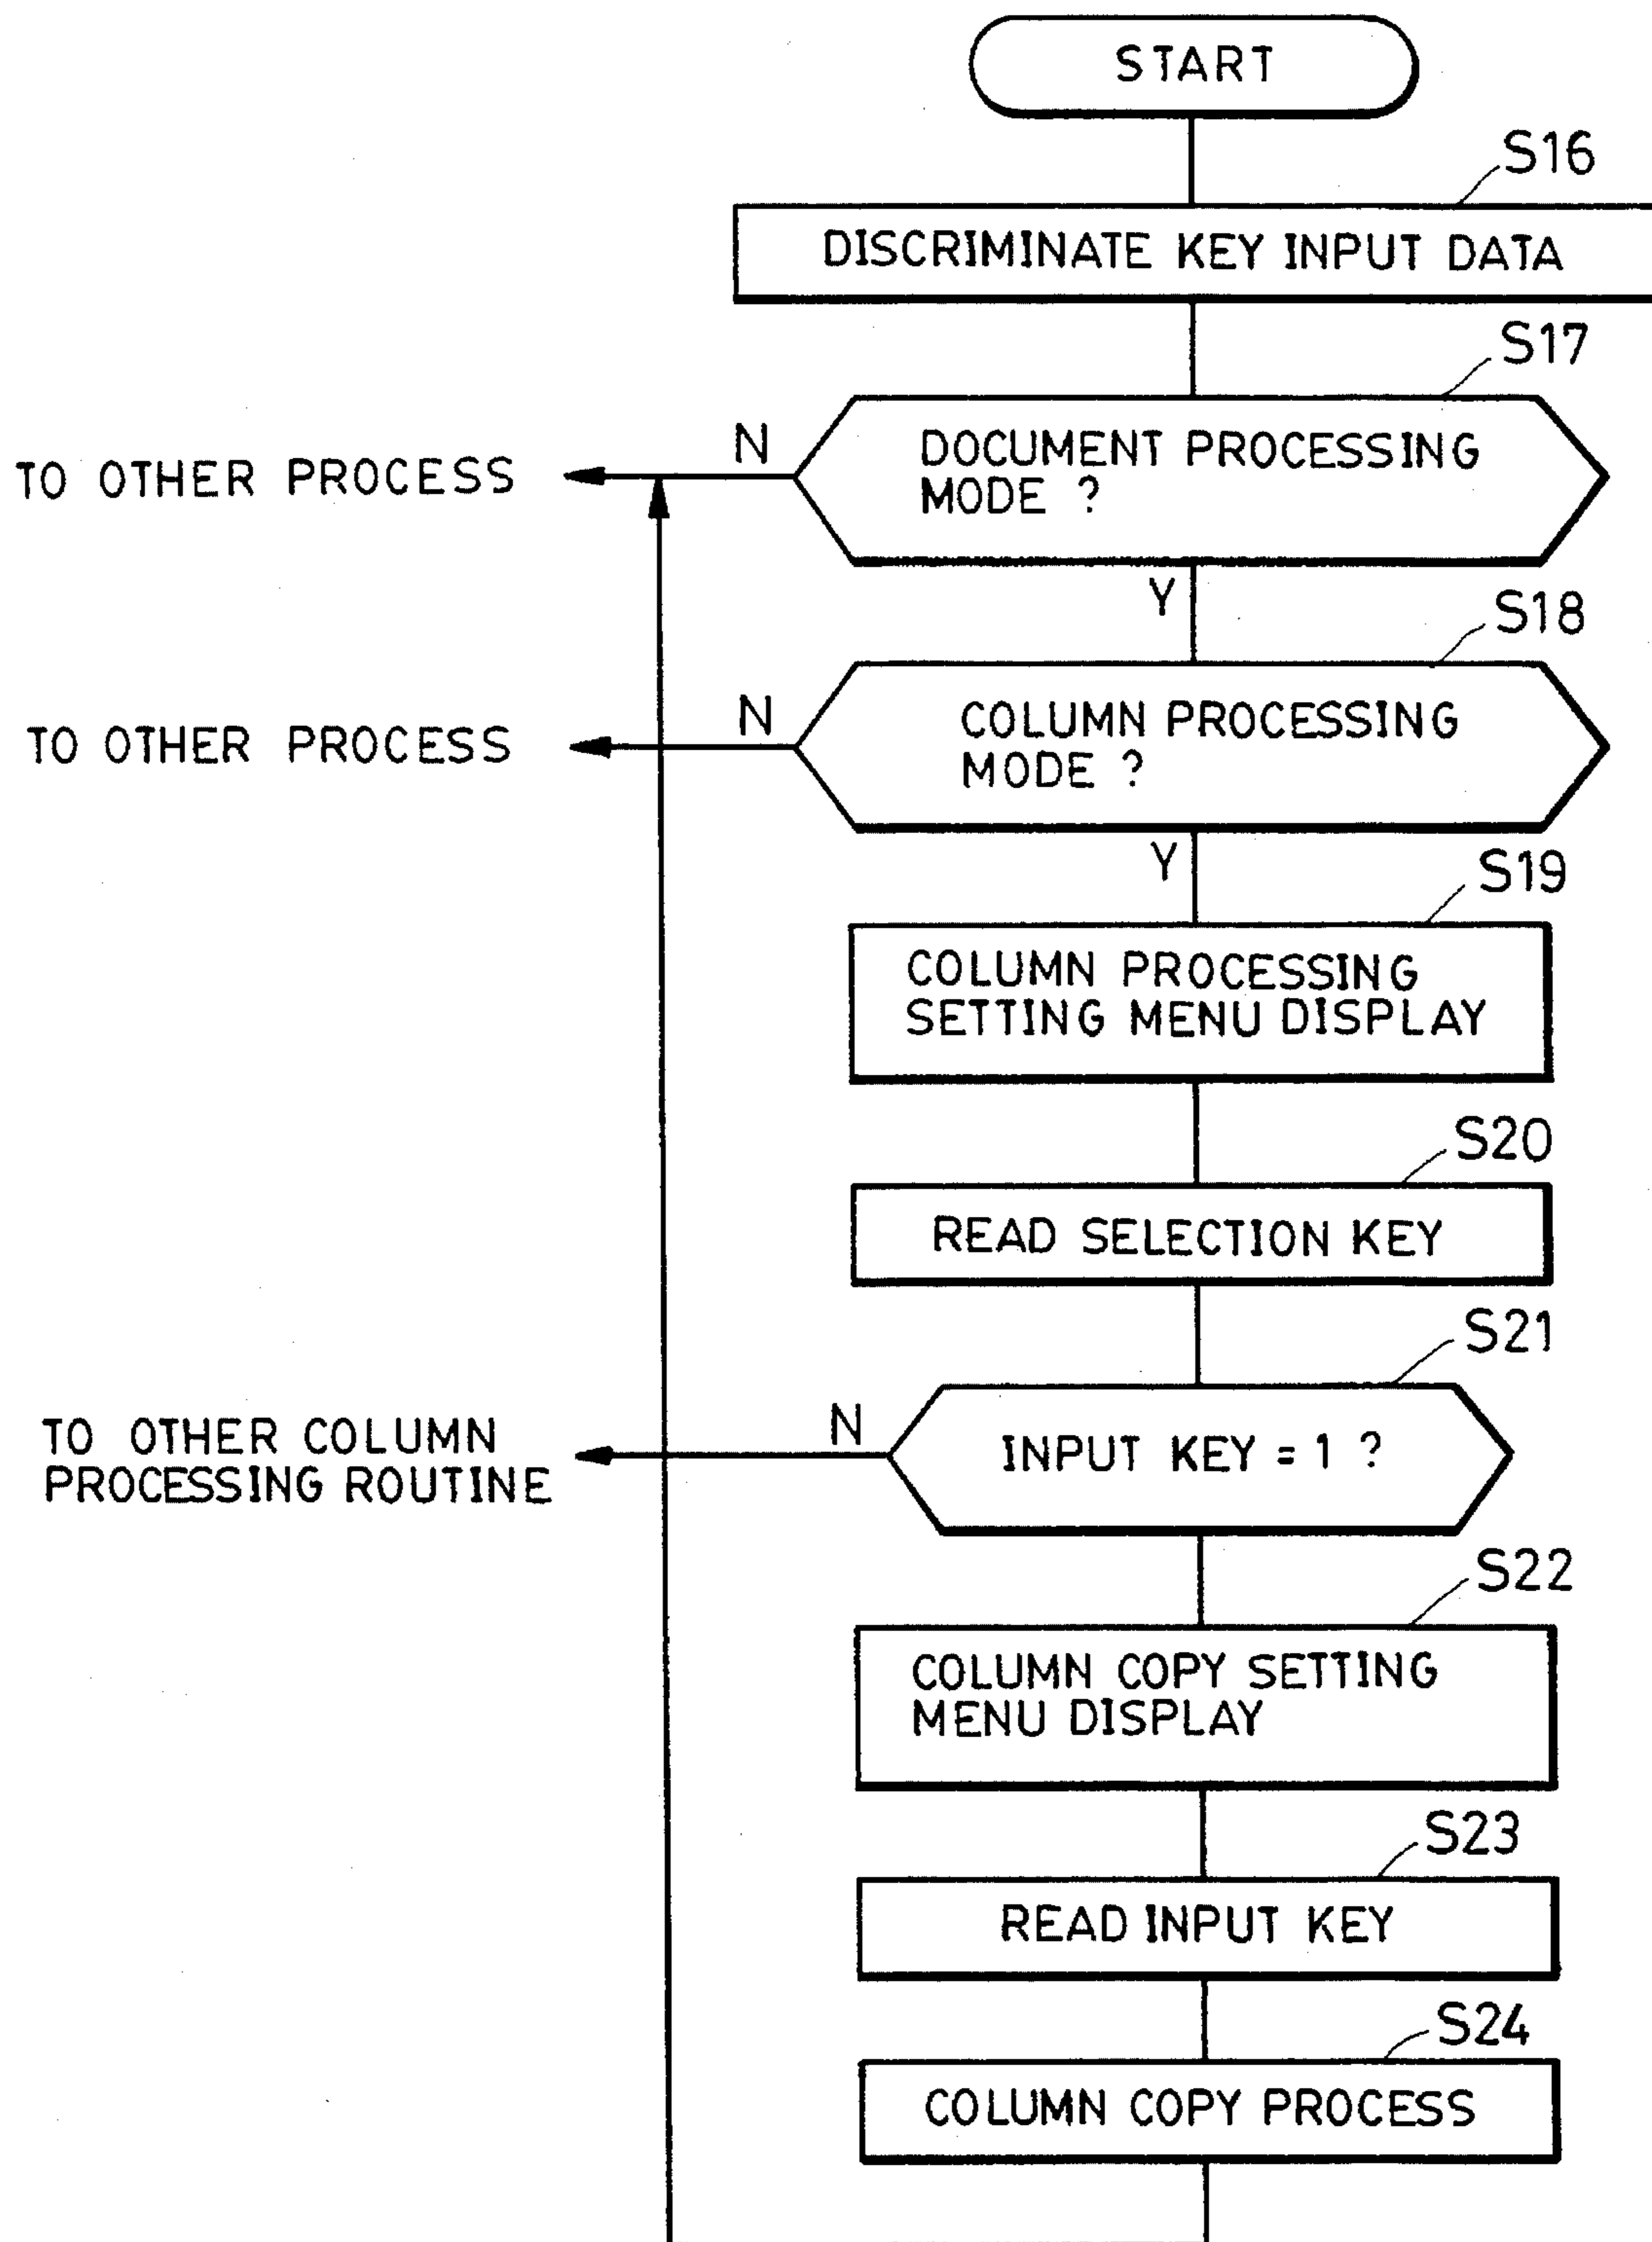 START
S16
DISCRIMINATE KEY INPUT DATA
S17
DOCUMENT PROCESSING
MODE ?
N
TO OTHER PROCESS
Y
S18
COLUMN PROCESSING
MODE ?
N
TO OTHER PROCESS
Y
S19
COLUMN PROCESSING
SETTING MENU DISPLAY
S20
READ SELECTION KEY
S21
INPUT KEY = 1 ?
N
TO OTHER COLUMN
PROCESSING ROUTINE
S22
COLUMN COPY SETTING
MENU DISPLAY
S23
READ INPUT KEY
S24
COLUMN COPY PROCESS